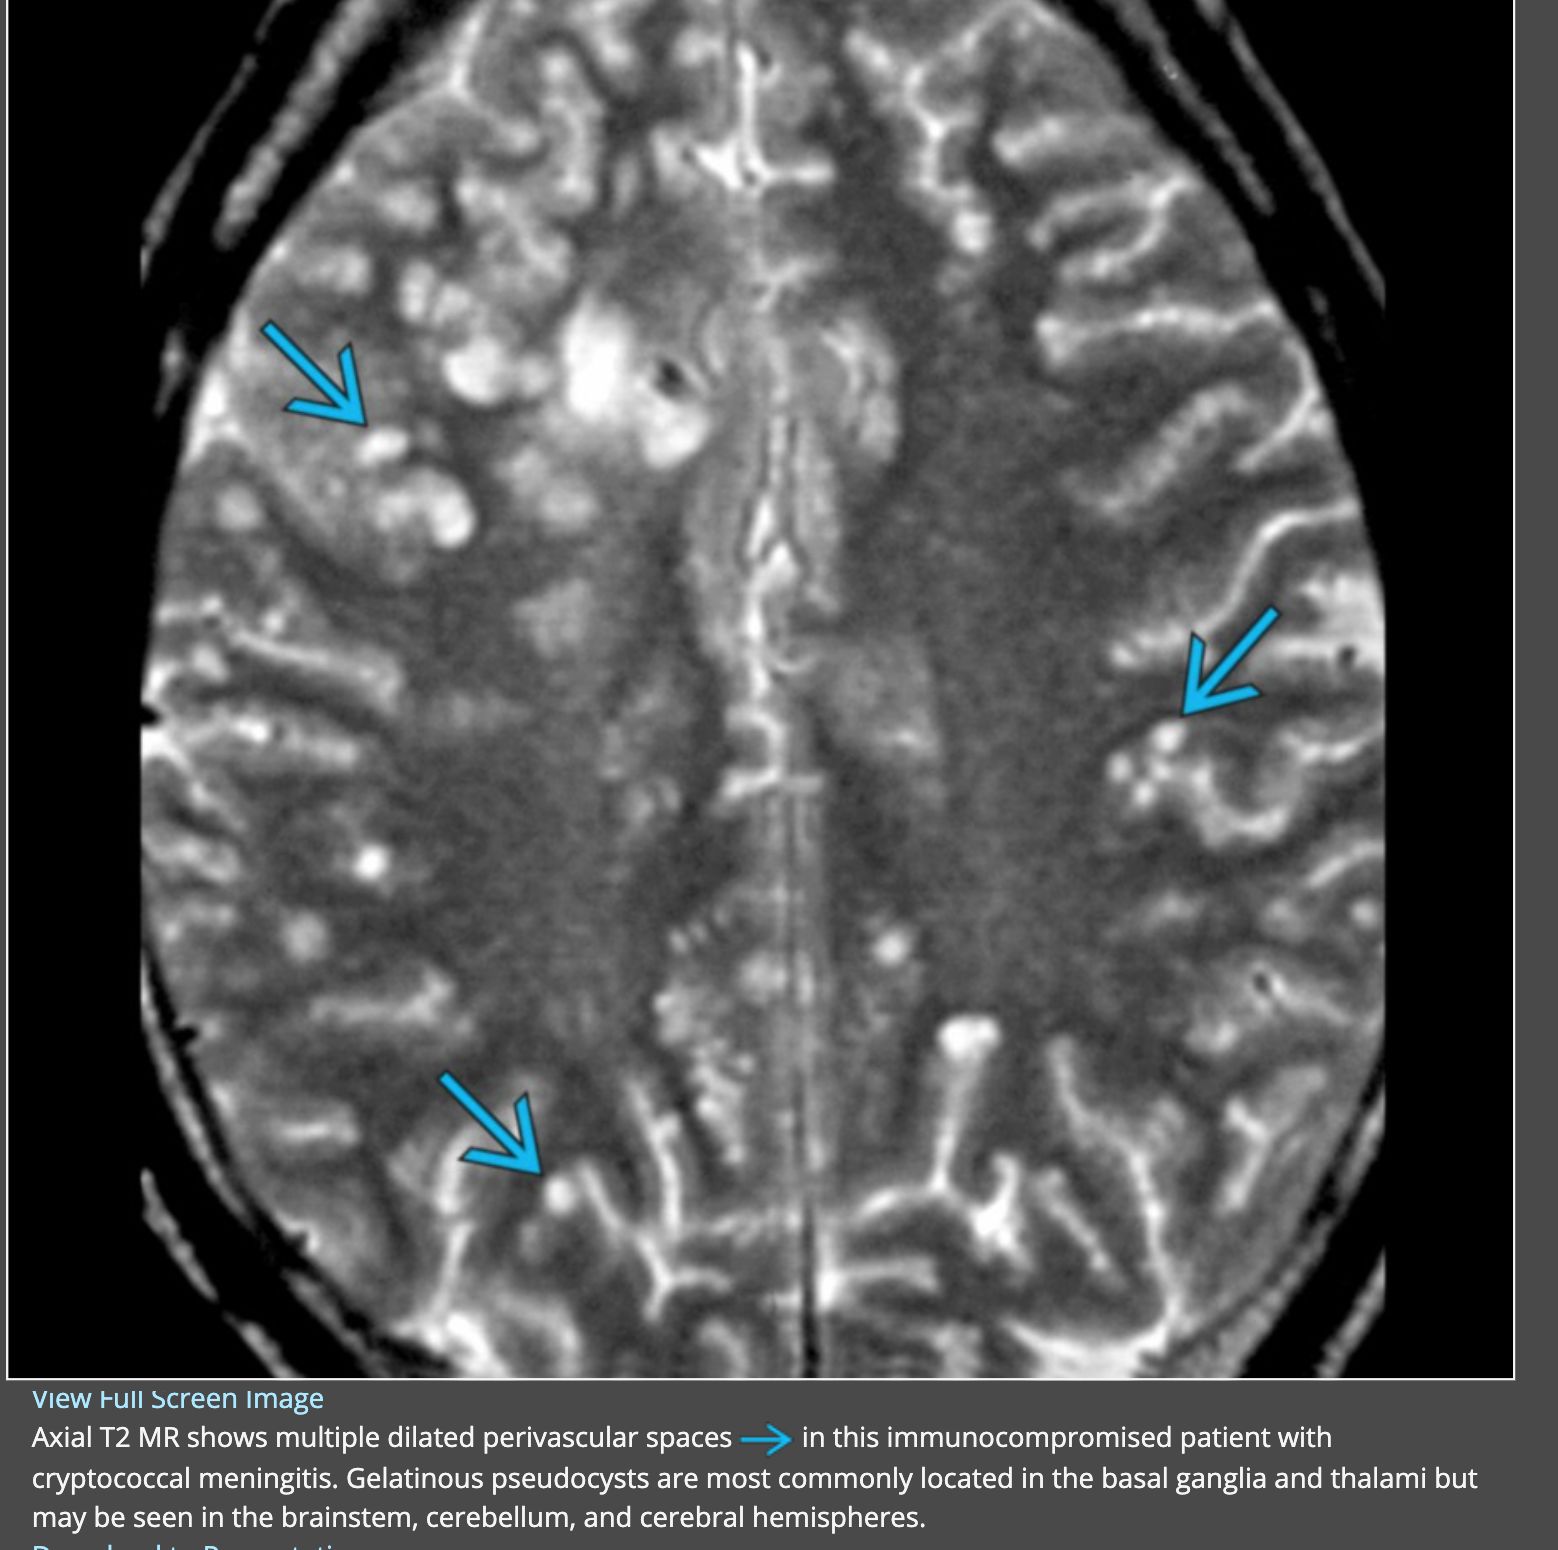 View Full Screen Image
Axial T2 MR shows multiple dilated perivascular spaces in this immunocompromised patient with
cryptococcal meningitis. Gelatinous pseudocysts are most commonly located in the basal ganglia and thalami but
may be seen in the brainstem, cerebellum, and cerebral hemispheres.